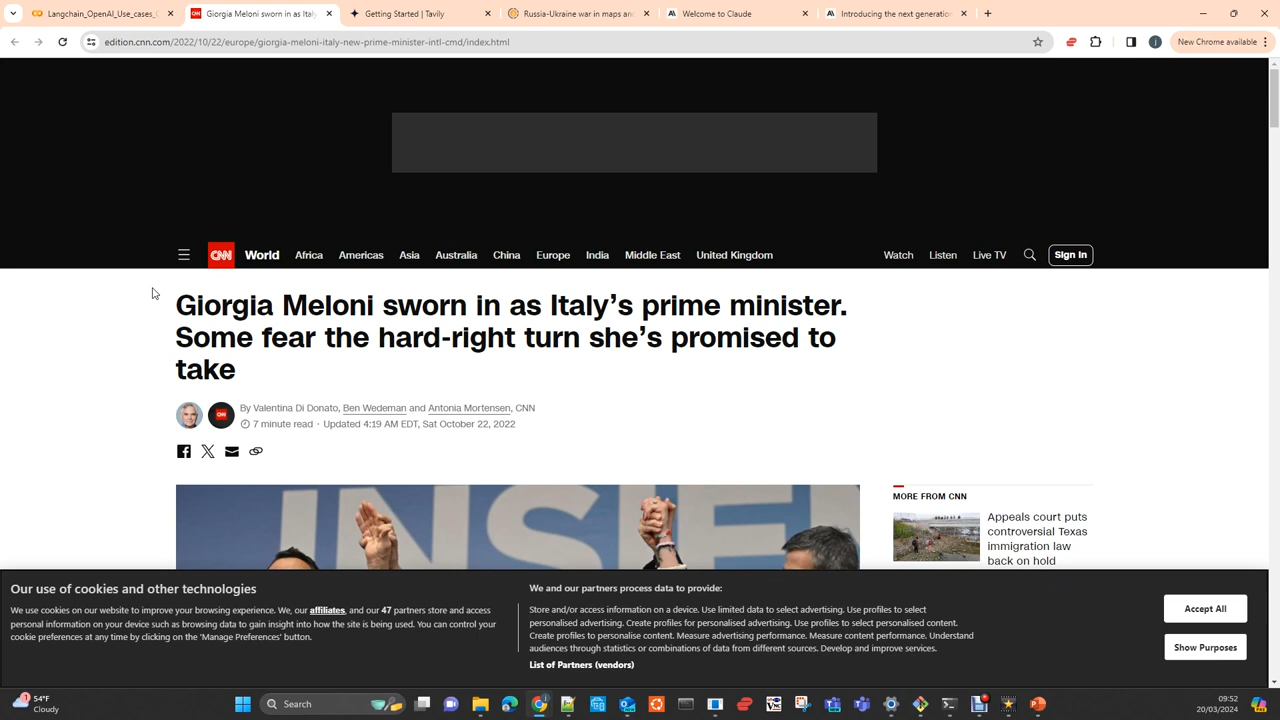 Langchain_OpenAI_Use_cases_C
Giorgia Meloni sworn in as Italy
Getting Started | Tavily
Russia-Ukraine war in maps and
Welcome to Claude
Introducing the next generation
edition.cnn.com/2022/10/22/europe/giorgia-meloni-italy-new-prime-minister-intl-cmd/index.html
New Chrome available
CNN World Africa Americas Asia Australia China Europe India Middle East United Kingdom Watch Listen Live TV Sign In
Giorgia Meloni sworn in as Italy’s prime minister.
Some fear the hard-right turn she’s promised to
take
By Valentina Di Donato, Ben Wedeman and Antonia Mortensen, CNN
7 minute read · Updated 4:19 AM EDT, Sat October 22, 2022
INSIE
MORE FROM CNN
Appeals court puts
controversial Texas
immigration law
back on hold
Our use of cookies and other technologies
We use cookies on our website to improve your browsing experience. We, our affiliates, and our 47 partners store and access
personal information on your device such as browsing data to gain insight into how the site is being used. You can control your
cookie preferences at any time by clicking on the 'Manage Preferences' button.
We and our partners process data to provide:
Store and/or access information on a device. Use limited data to select advertising. Use profiles to select
personalised advertising. Create profiles for personalised advertising. Use profiles to select personalised content.
Create profiles to personalise content. Measure advertising performance. Measure content performance. Understand
audiences through statistics or combinations of data from different sources. Develop and improve services.
List of Partners (vendors)
Accept All
Show Purposes
1
54°F
Cloudy
Search
09:52
20/03/2024